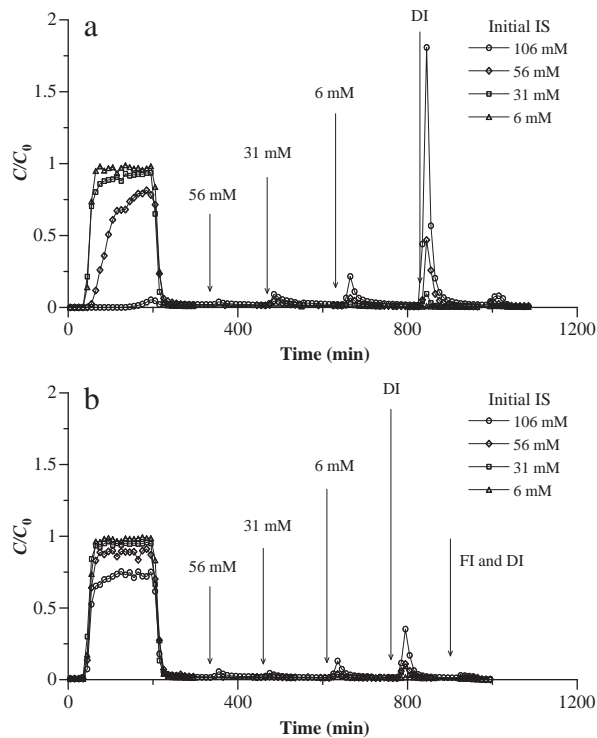 a
DI
Initial IS
106 mM
56 mM
31 mM
6 mM
2
1.5
1
0.5
0
C/C0
56 mM
31 mM
6 mM
0
400
800
1200
Time (min)
b
DI
Initial IS
106 mM
56 mM
31 mM
6 mM
2
1.5
1
0.5
0
C/C0
56 mM
31 mM
6 mM
FI and DI
0
400
800
1200
Time (min)